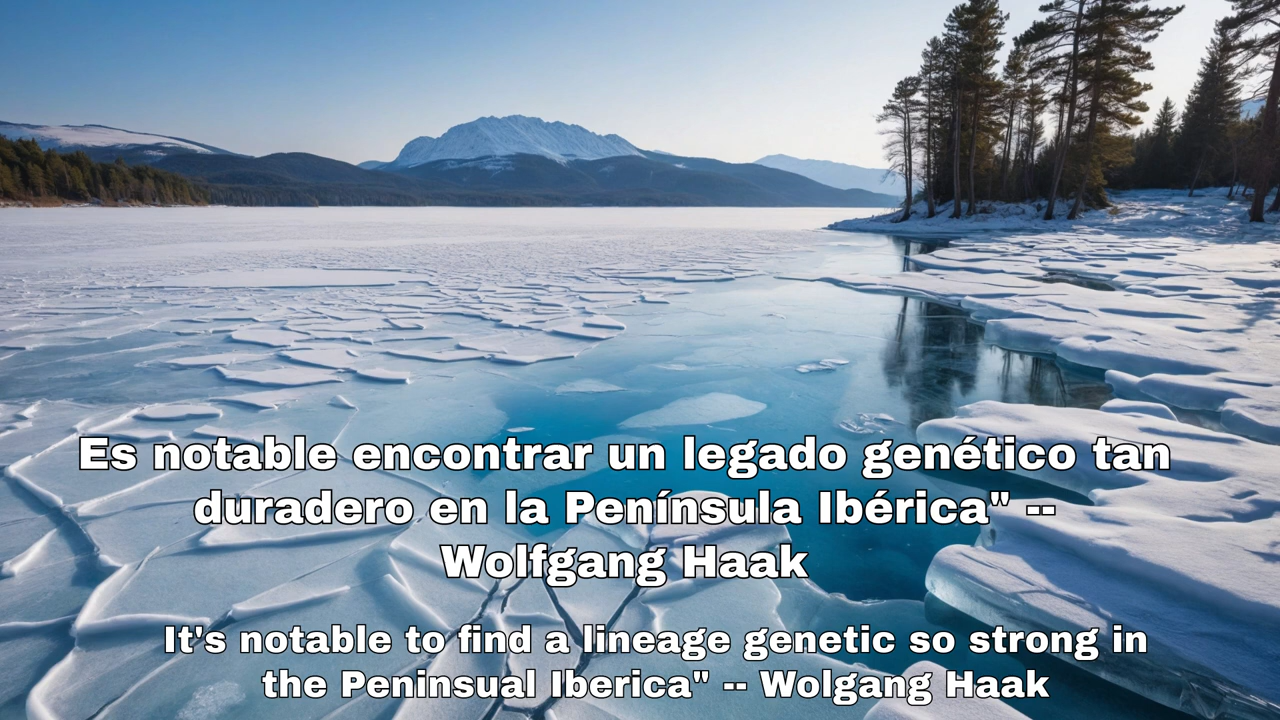 Es notable encontrar un legado genético tan
duradero en la Península Ibérica" --
Wolfgang Haak
It's notable to find a lineage genetic so strong in
the Peninsual Iberica" -- Wolgang Haak